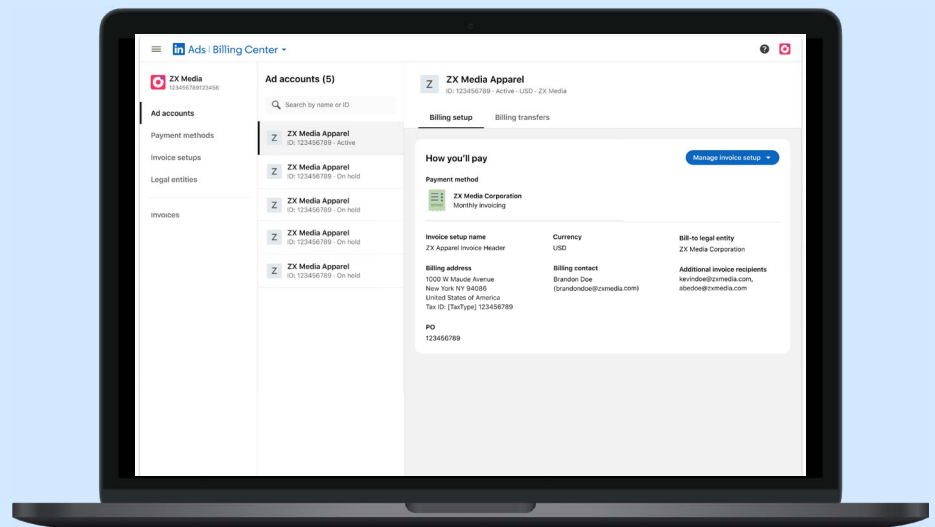 in Ads | Billing Center
ZX Media
123456789123456
Ad accounts
Payment methods
Invoice setups
Legal entities
Invoices
Ad accounts (5)
Search by name or ID
Z ZX Media Apparel
ID: 123456789 - Active
Z ZX Media Apparel
ID: 123456789 - On hold
Z ZX Media Apparel
ID: 123456789 - On hold
Z ZX Media Apparel
ID: 123456789 - On hold
Z ZX Media Apparel
ID: 123456789 - On hold
Z ZX Media Apparel
ID: 123456789 - Active - USD - ZX Media
Billing setup Billing transfers
How you'll pay
Manage invoice setup
Payment method
ZX Media Corporation
Monthly invoicing
Invoice setup name
ZX Apparel Invoice Header
Currency
USD
Bill-to legal entity
ZX Media Corporation
Billing address
1000 W Maude Avenue
New York NY 94086
United States of America
Tax ID: [TaxType] 123456789
Billing contact
Brandon Doe
(brandondoe@zxmedia.com)
Additional invoice recipients
kevindoe@zxmedia.com,
abedoe@zxmedia.com
PO
123456789